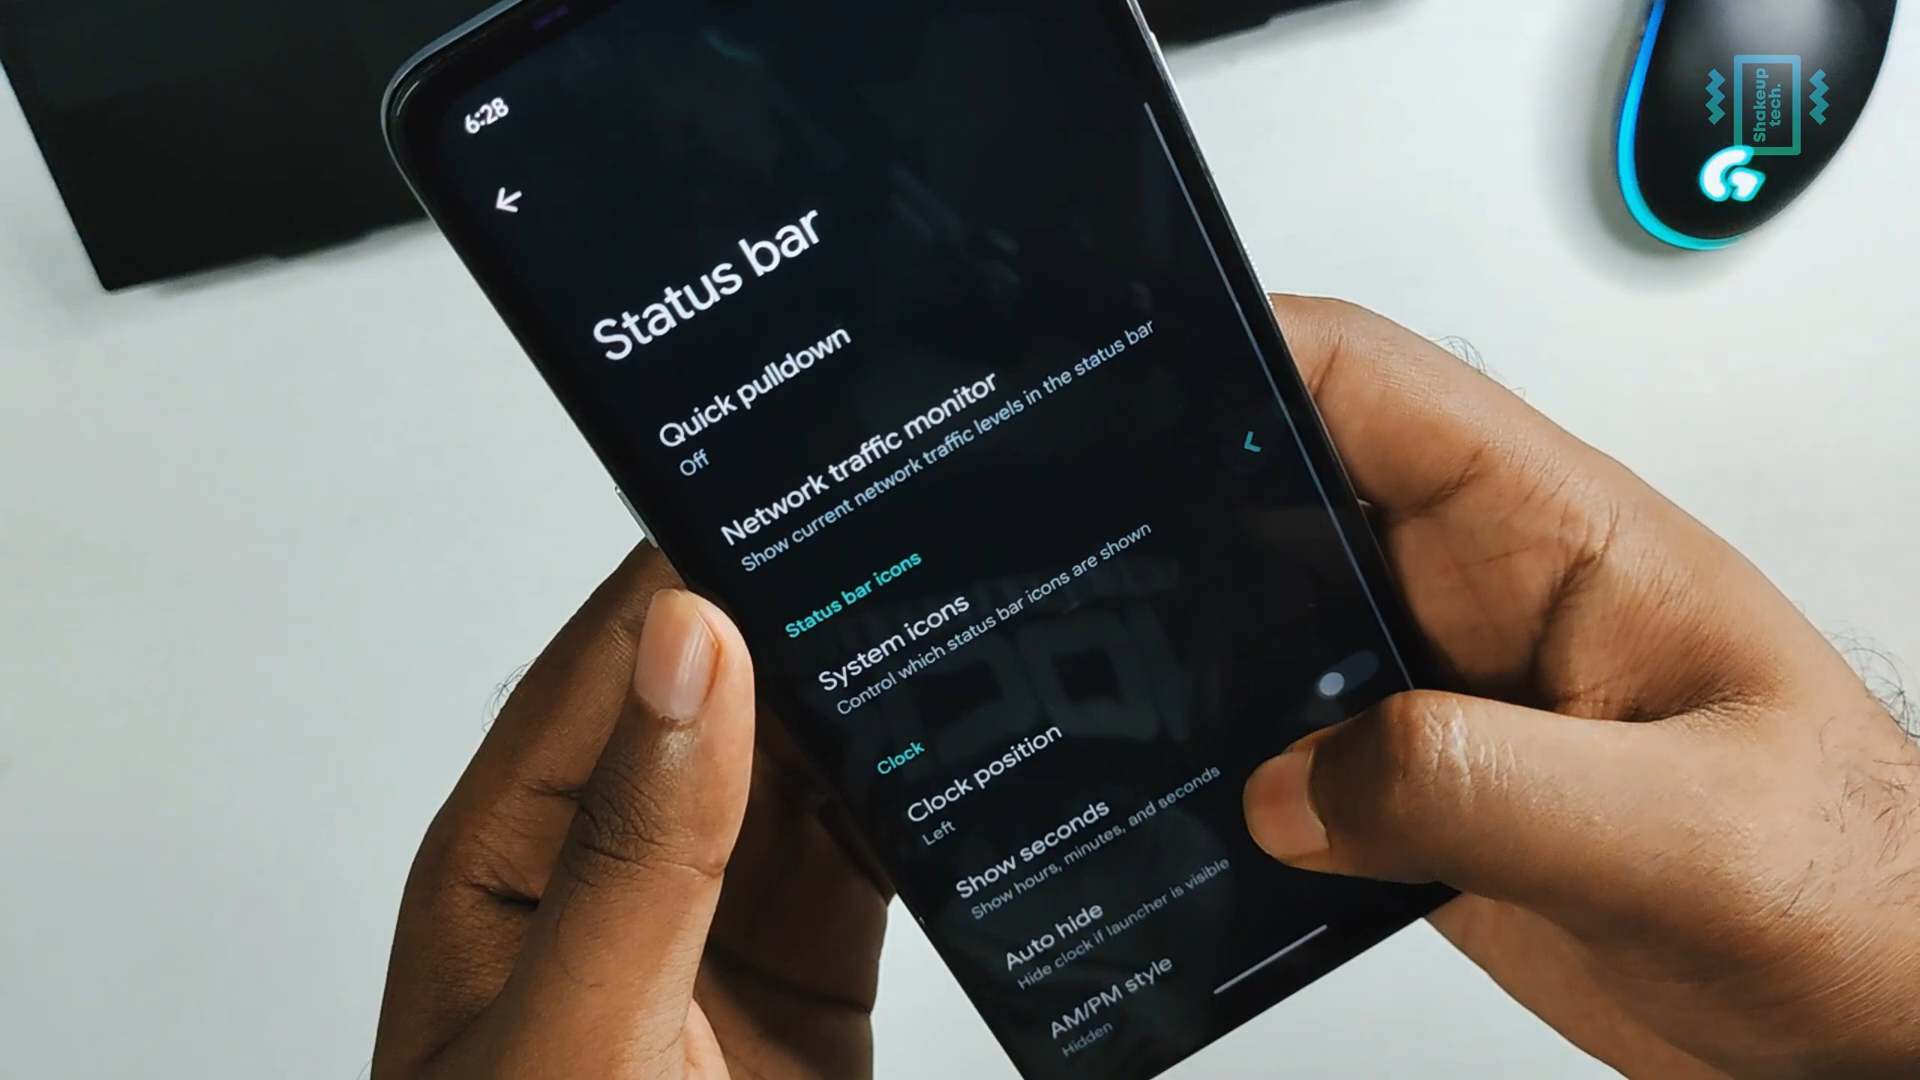 6:28
Status bar
Quick pulldown
Off
Network traffic monitor
Show current network traffic levels in the status bar
Status bar icons
System icons
Control which status bar icons are shown
Clock
Clock position
Left
Show seconds
Show hours, minutes, and seconds
Auto hide
Hide clock if launcher is visible
AM/PM style
Hidden
Shakeup
tech.
G